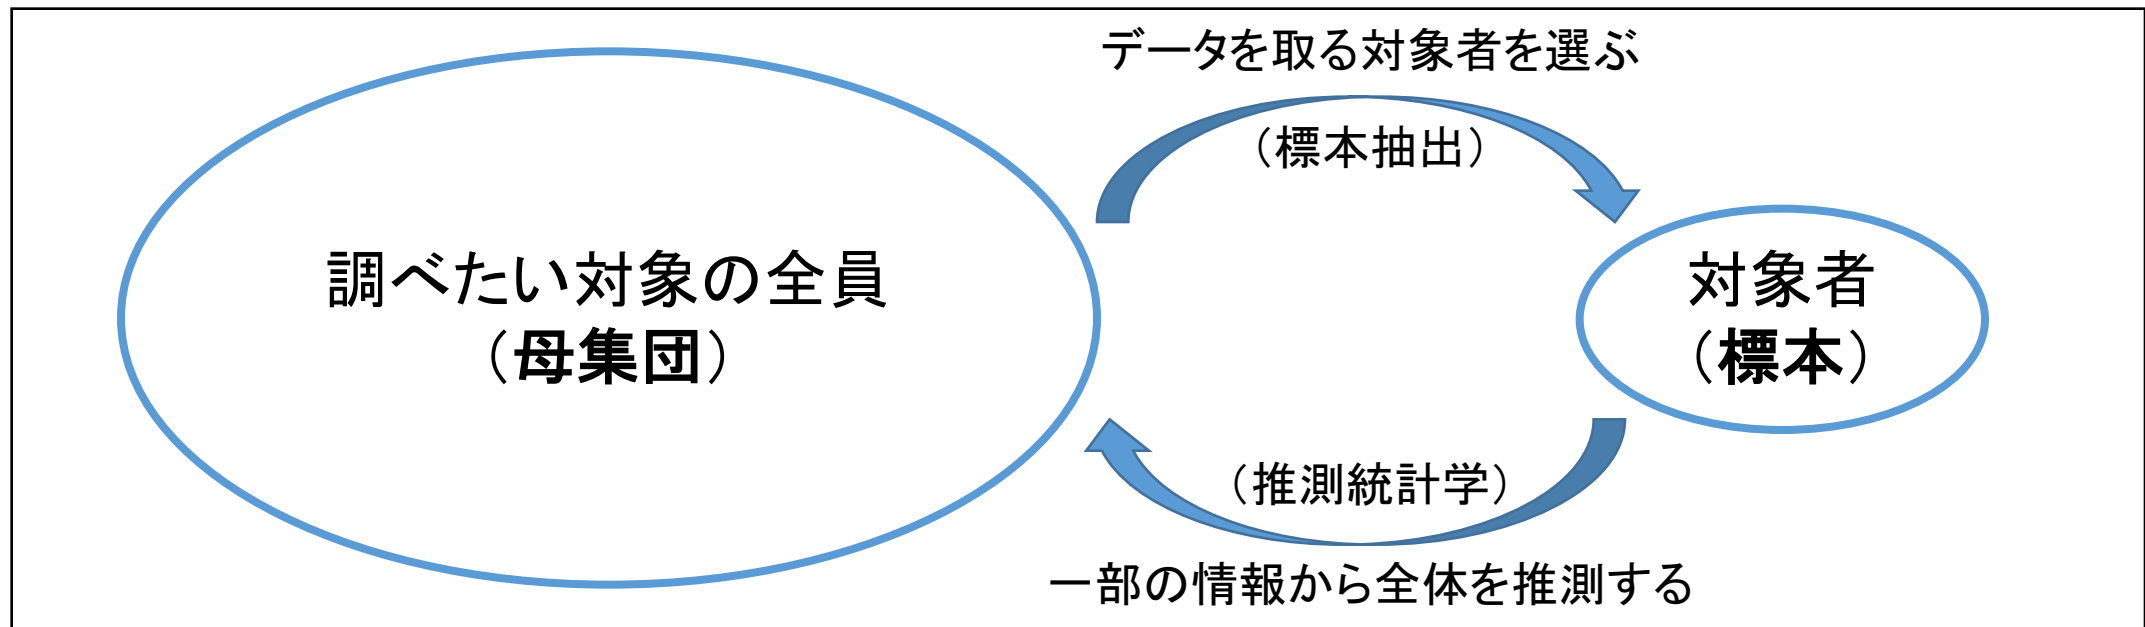 データを取る対象者を選ぶ
（標本抽出）
調べたい対象の全員
（母集団）
対象者
（標本）
（推測統計学）
一部の情報から全体を推測する